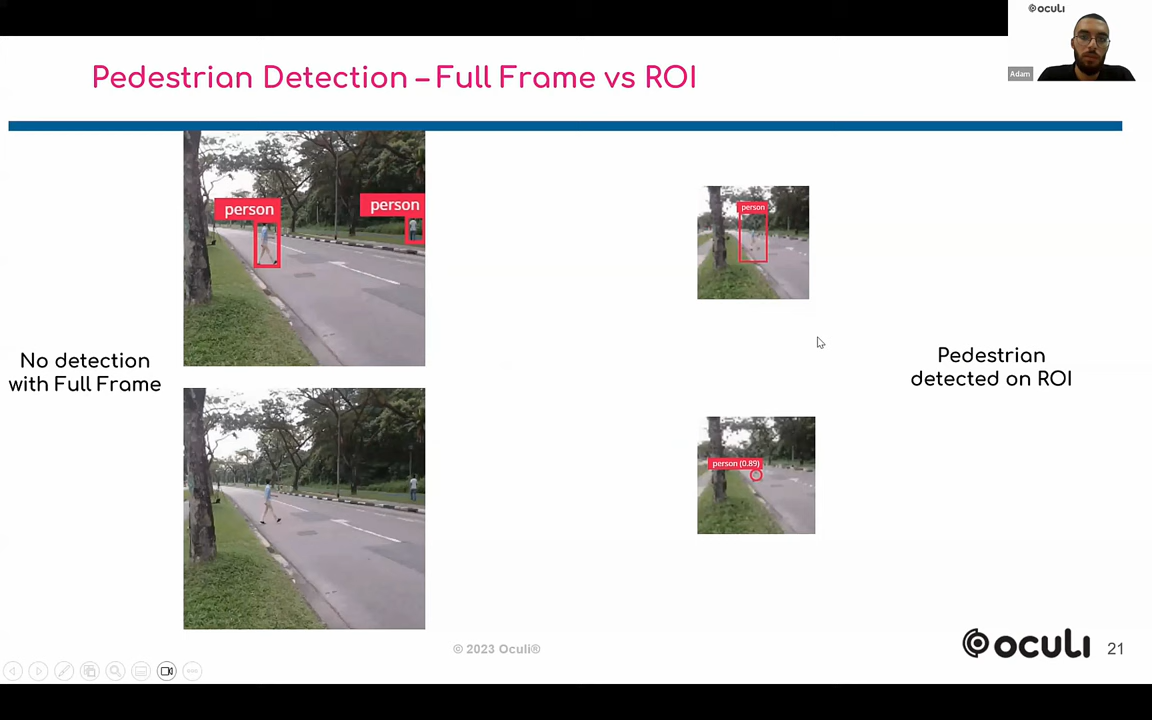 oculi
Adam
Pedestrian Detection – Full Frame vs ROI
person
person
person
No detection
with Full Frame
Pedestrian
detected on ROI
person (0.89)
© 2023 Oculi®
oculi
21